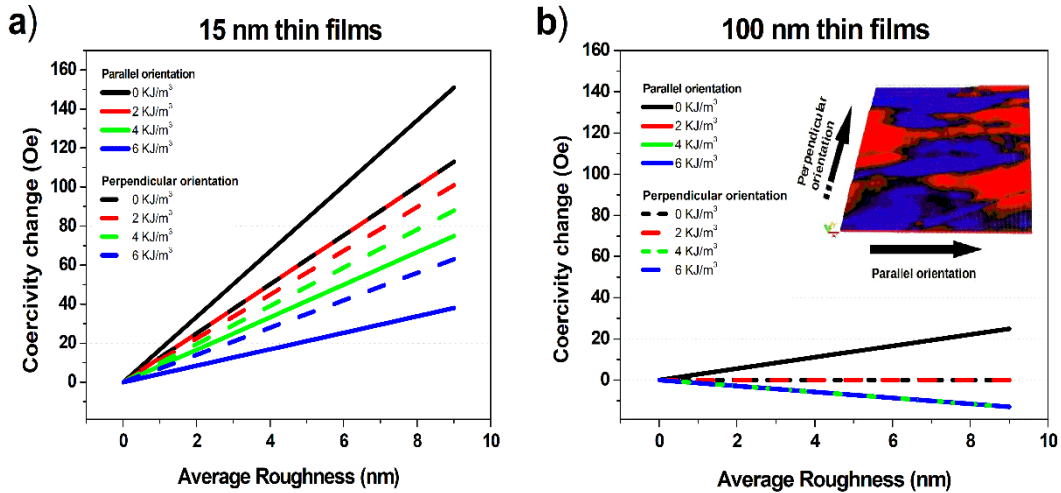 a)
15 nm thin films
160
140
120
100
80
60
40
20
0
Coercivity change (Oe)
Parallel orientation
0 KJ/m³
2 KJ/m³
4 KJ/m³
6 KJ/m³
Perpendicular orientation
0 KJ/m³
2 KJ/m³
4 KJ/m³
6 KJ/m³
0 2 4 6 8 10
Average Roughness (nm)
b)
100 nm thin films
160
140
120
100
80
60
40
20
0
Coercivity change (Oe)
Parallel orientation
0 KJ/m³
2 KJ/m³
4 KJ/m³
6 KJ/m³
Perpendicular orientation
0 KJ/m³
2 KJ/m³
4 KJ/m³
6 KJ/m³
Perpendicular
orientation
Parallel orientation
0 2 4 6 8 10
Average Roughness (nm)